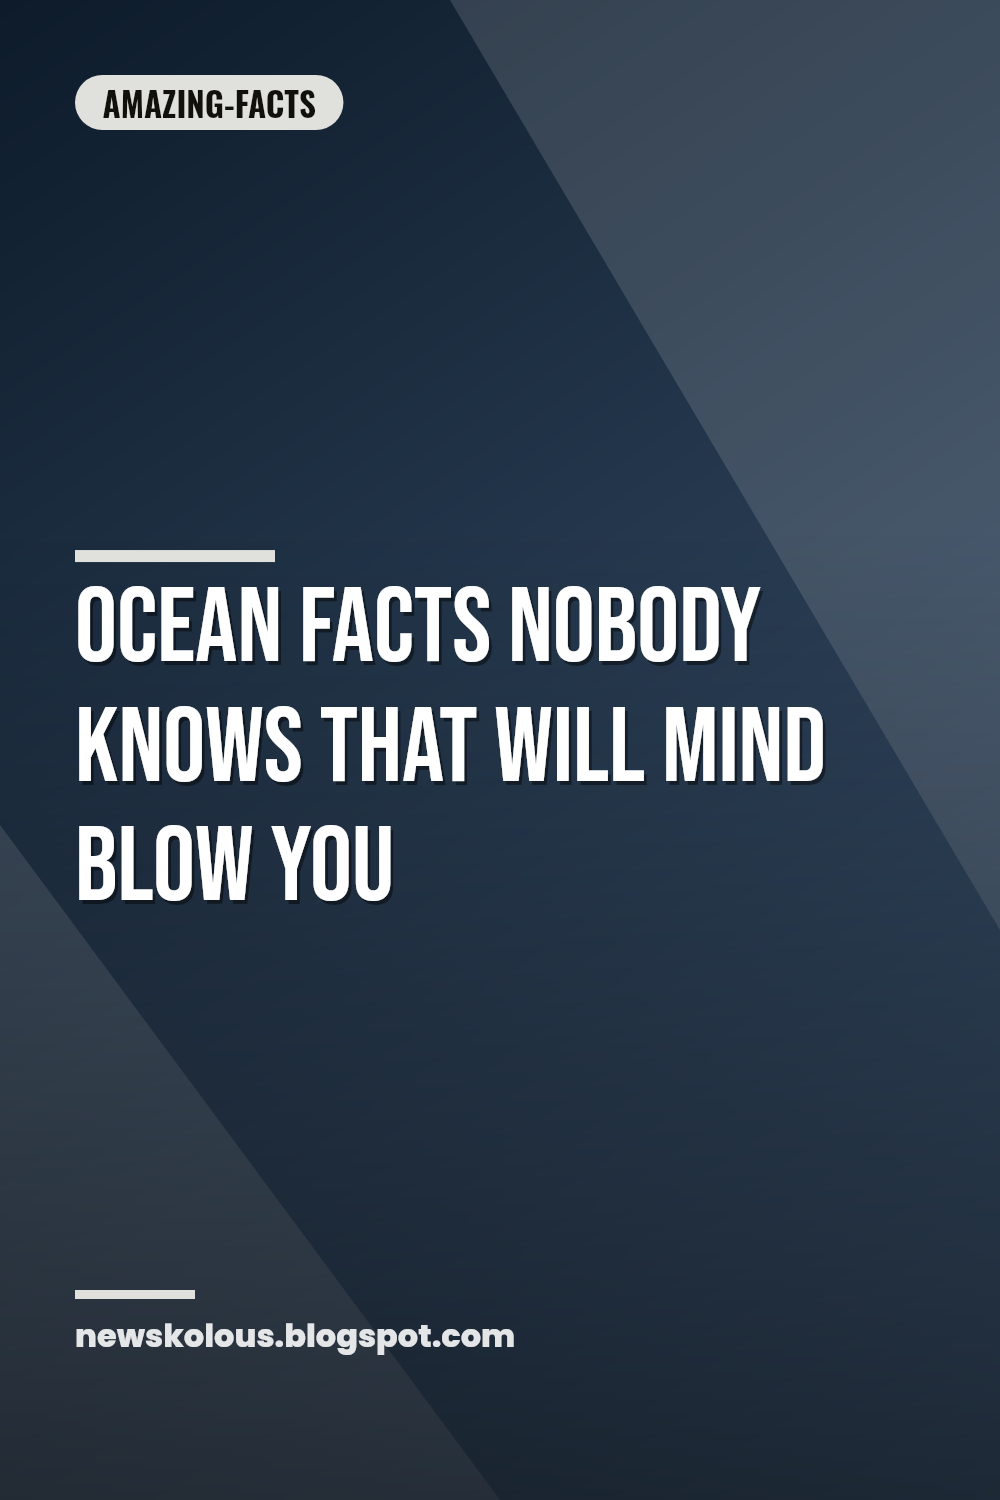 AMAZING-FACTS
OCEAN FACTS NOBODY
KNOWS THAT WILL MIND
BLOW YOU
newskolous.blogspot.com